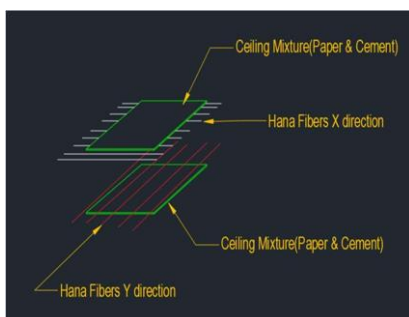 Ceiling Mixture(Paper & Cement)
Hana Fibers X direction
Ceiling Mixture(Paper & Cement)
Hana Fibers Y direction